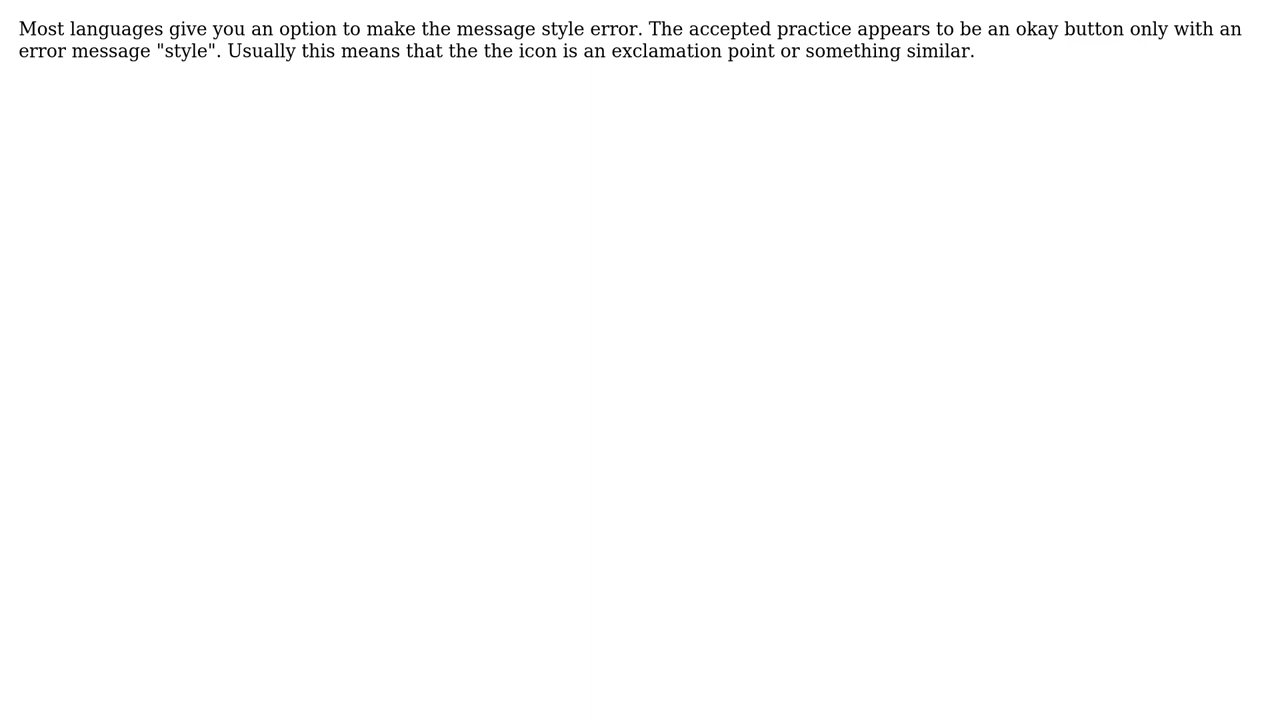 Most languages give you an option to make the message style error. The accepted practice appears to be an okay button only with an
error message "style". Usually this means that the the icon is an exclamation point or something similar.